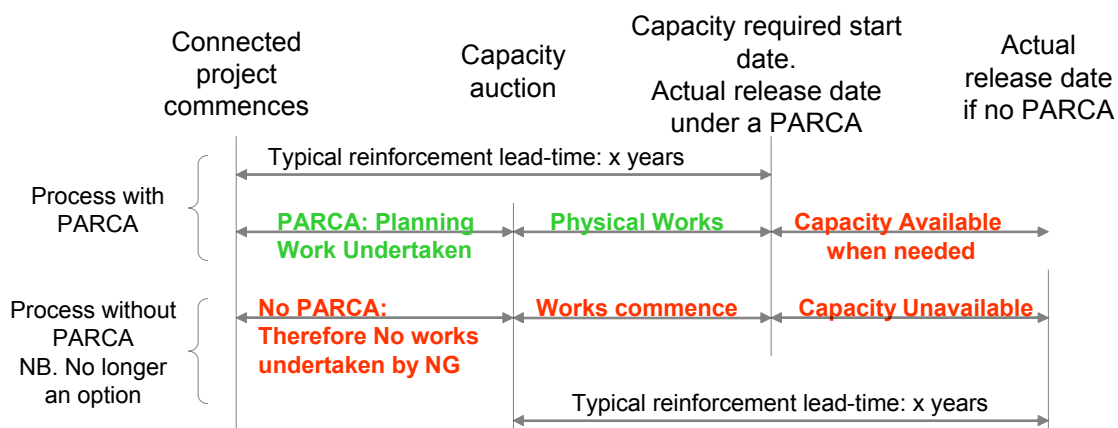 Connected
project
commences
Capacity
auction
Capacity required start
date.
Actual release date
under a PARCA
Actual
release date
if no PARCA
Typical reinforcement lead-time: x years
Process with
PARCA
PARCA: Planning
Work Undertaken
Physical Works
Capacity Available
when needed
Process without
PARCA
NB. No longer
an option
No PARCA:
Therefore No works
undertaken by NG
Works commence
Capacity Unavailable
Typical reinforcement lead-time: x years